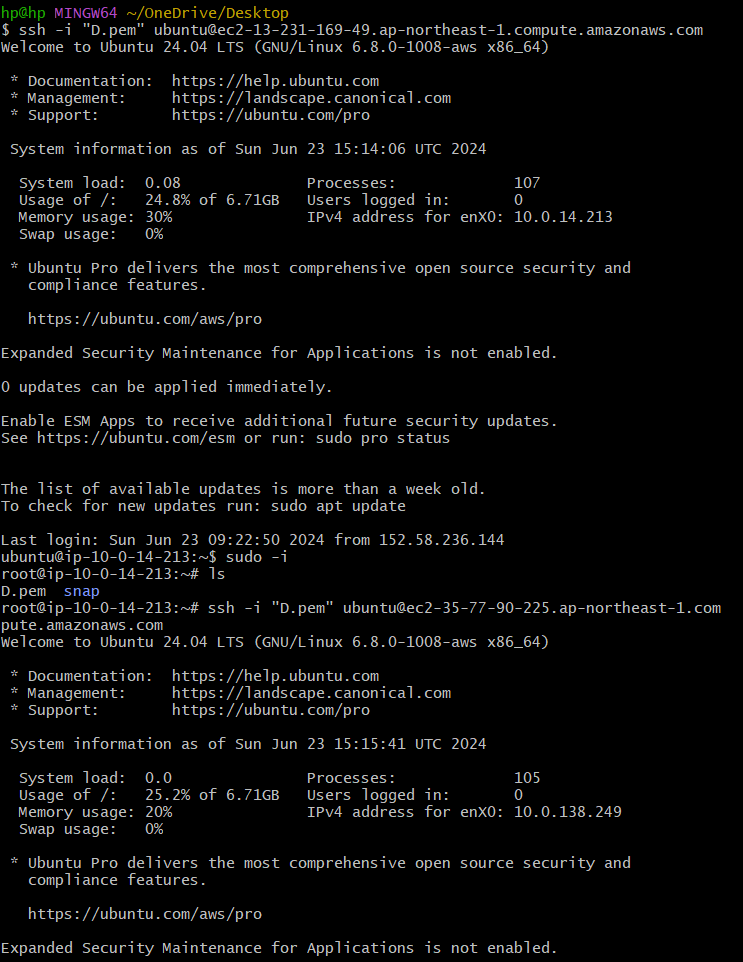 hp@hp MINGW64 ~/OneDrive/Desktop
$ ssh -i "D.pem" ubuntu@ec2-13-231-169-49.ap-northeast-1.compute.amazonaws.com
Welcome to Ubuntu 24.04 LTS (GNU/Linux 6.8.0-1008-aws x86_64)
* Documentation:  https://help.ubuntu.com
* Management:     https://landscape.canonical.com
* Support:        https://ubuntu.com/pro
System information as of Sun Jun 23 15:14:06 UTC 2024
System load:  0.08              Processes:             107
Usage of /:   24.8% of 6.71GB   Users logged in:       0
Memory usage: 30%               IPv4 address for enX0: 10.0.14.213
Swap usage:   0%
* Ubuntu Pro delivers the most comprehensive open source security and
compliance features.
https://ubuntu.com/aws/pro
Expanded Security Maintenance for Applications is not enabled.
0 updates can be applied immediately.
Enable ESM Apps to receive additional future security updates.
See https://ubuntu.com/esm or run: sudo pro status
The list of available updates is more than a week old.
To check for new updates run: sudo apt update
Last login: Sun Jun 23 09:22:50 2024 from 152.58.236.144
ubuntu@ip-10-0-14-213:~$ sudo -i
root@ip-10-0-14-213:~# ls
D.pem  snap
root@ip-10-0-14-213:~# ssh -i "D.pem" ubuntu@ec2-35-77-90-225.ap-northeast-1.com
pute.amazonaws.com
Welcome to Ubuntu 24.04 LTS (GNU/Linux 6.8.0-1008-aws x86_64)
* Documentation:  https://help.ubuntu.com
* Management:     https://landscape.canonical.com
* Support:        https://ubuntu.com/pro
System information as of Sun Jun 23 15:15:41 UTC 2024
System load:  0.0               Processes:             105
Usage of /:   25.2% of 6.71GB   Users logged in:       0
Memory usage: 20%               IPv4 address for enX0: 10.0.138.249
Swap usage:   0%
* Ubuntu Pro delivers the most comprehensive open source security and
compliance features.
https://ubuntu.com/aws/pro
Expanded Security Maintenance for Applications is not enabled.